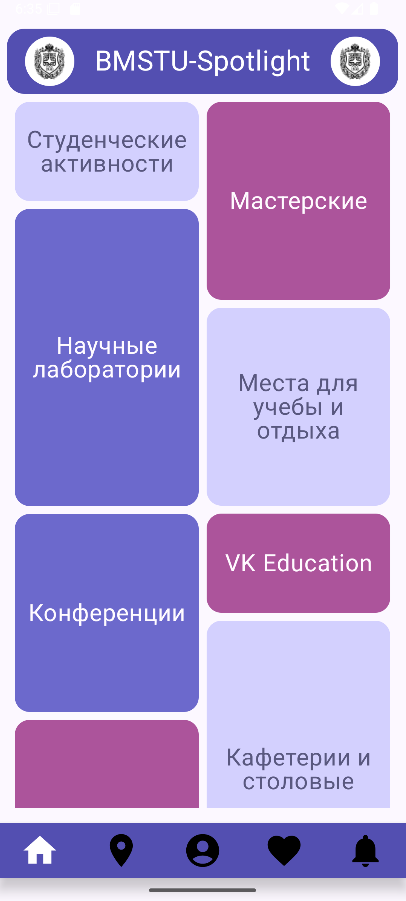 BMSTU-Spotlight
Студенческие
активности
Мастерские
Научные
лаборатории
Места для
учебы и
отдыха
VK Education
Конференции
Кафетерии и
столовые